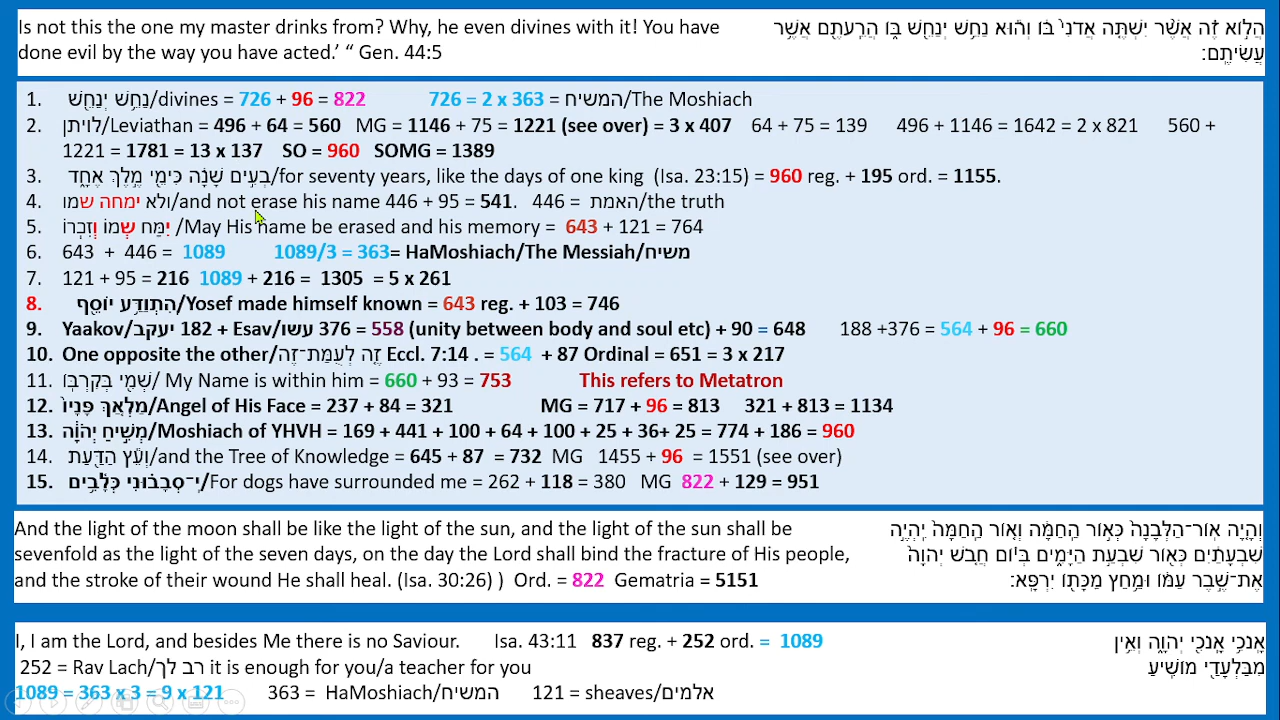 Is not this the one my master drinks from? Why, he even divines with it! You have
done evil by the way you have acted.’ “ Gen. 44:5
הֲל֣וֹא זֶ֗ה אֲשֶׁ֨ר יִשְׁתֶּ֤ה אֲדֹנִי֙ בּ֔וֹ וְה֕וּא נַחֵ֥שׁ יְנַחֵ֖שׁ בּ֑וֹ הֲרֵעֹתֶ֖ם אֲשֶׁ֥ר
עֲשִׂיתֶֽם׃
1. נַחֵ֥שׁ יְנַחֵ֖שׁ/divines = 726 + 96 = 822 726 = 2 x 363 = המשיח/The Moshiach
2. לויתן/Leviathan = 496 + 64 = 560 MG = 1146 + 75 = 1221 (see over) = 3 x 407 64 + 75 = 139 496 + 1146 = 1642 = 2 x 821 560 +
1221 = 1781 = 13 x 137 SO = 960 SOMG = 1389
3. בְעִ֣ים שָׁנָ֔ה כִּימֵ֖י מֶ֣לֶךְ אֶחָ֑ד/for seventy years, like the days of one king (Isa. 23:15) = 960 reg. + 195 ord. = 1155.
4. ולא ימחה שמו/and not erase his name 446 + 95 = 541. 446 = האמת/the truth
5. יִמַּח שְׁמוֹ וְזִכְרוֹ /May His name be erased and his memory = 643 + 121 = 764
6. 643 + 446 = 1089 1089/3 = 363= HaMoshiach/The Messiah/משיח
7. 121 + 95 = 216 1089 + 216 = 1305 = 5 x 261
8. הִתְוַדַּ֥ע יוֹסֵ֖ף/Yosef made himself known = 643 reg. + 103 = 746
9. Yaakov/יעקב 182 + Esav/עשו 376 = 558 (unity between body and soul etc) + 90 = 648 188 +376 = 564 + 96 = 660
10. One opposite the other/זֶ֤ה לְעֻמַּת־זֶה֙ Eccl. 7:14 . = 564 + 87 Ordinal = 651 = 3 x 217
11. שְׁמִ֖י בְּקִרְבּֽוֹ/ My Name is within him = 660 + 93 = 753 This refers to Metatron
12. מַלְאַ֤ךְ פָּנָיו֙/Angel of His Face = 237 + 84 = 321 MG = 717 + 96 = 813 321 + 813 = 1134
13. מְשִׁ֣יחַ יְהוָ֔ה/Moshiach of YHVH = 169 + 441 + 100 + 64 + 100 + 25 + 36+ 25 = 774 + 186 = 960
14. וְעֵ֕ץ הַדַּ֖עַת/and the Tree of Knowledge = 645 + 87 = 732 MG 1455 + 96 = 1551 (see over)
15. י־סְבָב֗וּנִי כְּלָ֫בִ֥ים/For dogs have surrounded me = 262 + 118 = 380 MG 822 + 129 = 951
And the light of the moon shall be like the light of the sun, and the light of the sun shall be
sevenfold as the light of the seven days, on the day the Lord shall bind the fracture of His people,
and the stroke of their wound He shall heal. (Isa. 30:26) ) Ord. = 822 Gematria = 5151
וְהָיָ֤ה אוֹר־הַלְּבָנָה֙ כְּא֣וֹר הַֽחַמָּ֔ה וְא֤וֹר הַֽחַמָּה֙ יִהְיֶ֣ה
שִׁבְעָתַ֔יִם כְּא֖וֹר שִׁבְעַ֣ת הַיָּמִ֑ים בְּי֗וֹם חֲבֹ֤שׁ יְהוָה֙
אֶת־שֶׁ֣בֶר עַמּ֔וֹ וּמַ֥חַץ מַכָּת֖וֹ יִרְפָּֽא׃
I, I am the Lord, and besides Me there is no Saviour. Isa. 43:11 837 reg. + 252 ord. = 1089
252 = Rav Lach/רב לך it is enough for you/a teacher for you
1089 = 363 x 3 = 9 x 121 363 = HaMoshiach/המשיח 121 = sheaves/אלמים
אָנֹכִ֥י אָנֹכִ֖י יְהוָ֑ה וְאֵ֥ין
מִבַּלְעָדַ֖י מוֹשִֽׁיעַ